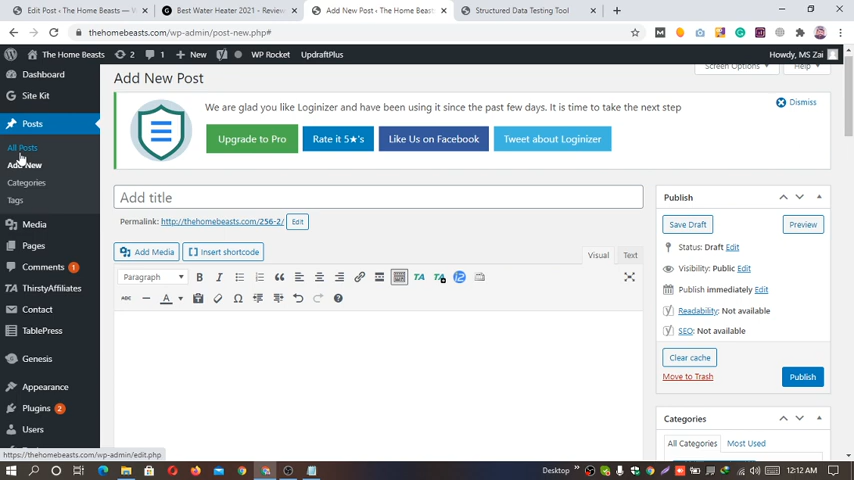 Edit Post ‹ The Home Beasts — W
Best Water Heater 2021 - Review
Add New Post ‹ The Home Beasts
Structured Data Testing Tool
thehomebeasts.com/wp-admin/post-new.php#
The Home Beasts 2 1 New WP Rocket UpdraftPlus Howdy, MS Zai
Dashboard
Site Kit
Posts
All Posts
Add New
Categories
Tags
Media
Pages
Comments 1
ThirstyAffiliates
Contact
TablePress
Genesis
Appearance
Plugins 2
Users
Screen Options Help
Add New Post
We are glad you like Loginizer and have been using it since the past few days. It is time to take the next step
Dismiss
Upgrade to Pro Rate it 5★'s Like Us on Facebook Tweet about Loginizer
Add title
Permalink: http://thehomebeasts.com/256-2/ Edit
Add Media Insert shortcode Visual Text
Paragraph B I TA TA
ABC A Ω
Publish
Save Draft Preview
Status: Draft Edit
Visibility: Public Edit
Publish immediately Edit
Readability: Not available
SEO: Not available
Clear cache
Move to Trash Publish
Categories
All Categories Most Used
https://thehomebeasts.com/wp-admin/edit.php
Desktop » 12:12 AM